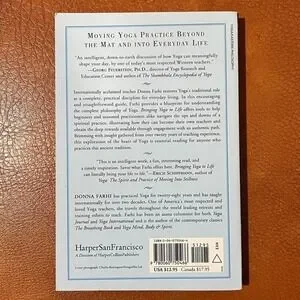 MOVING YOGA PRACTICE BEYOND
THE MAT AND INTO EVERYDAY LIFE
"An intelligent, down-to-earth discussion of how Yoga can meaningfully
shape your day, by one of today's most respected Western teachers."
—GEORG FEUERSTEIN, PH.D., director of Yoga Research and
Education Center and author of The Shambhala Encyclopedia of Yoga
Internationally acclaimed teacher Donna Farhi restores Yoga's traditional role
as a complete, practical discipline for everyday living. In this encouraging
and straightforward guide, Farhi provides a blueprint for understanding
the complete philosophy of Yoga. Bringing Yoga to Life offers tools to help
beginners and seasoned practitioners alike navigate the ups and downs of a
spiritual practice, illustrating how they can become their own teachers and
obtain the deep rewards available through engagement with an authentic path.
Brimming with insight gathered from over twenty years of teaching experience,
this exploration of the heart of Yoga is essential reading for anyone who
practices this ancient tradition.
"This is an intelligent work, a fun, interesting read, and
a timely inspiration. Savor what Farhi offers here. Bringing Yoga to Life
can literally bring your life to life."—ERICH SCHIFFMANN, author of
Yoga: The Spirit and Practice of Moving Into Stillness
DONNA FARHI has practiced Yoga for twenty-eight years and has taught
internationally for over two decades. One of America's most respected and
loved Yoga teachers, she travels throughout the world leading retreats and
training others to teach. Farhi has been an asana columnist for both Yoga
Journal and Yoga International and is the author of the contemporary classics
The Breathing Book and Yoga Mind, Body & Spirit.
HarperSanFrancisco
A Division of HarperCollinsPublishers
USA $12.95 Canada $17.95